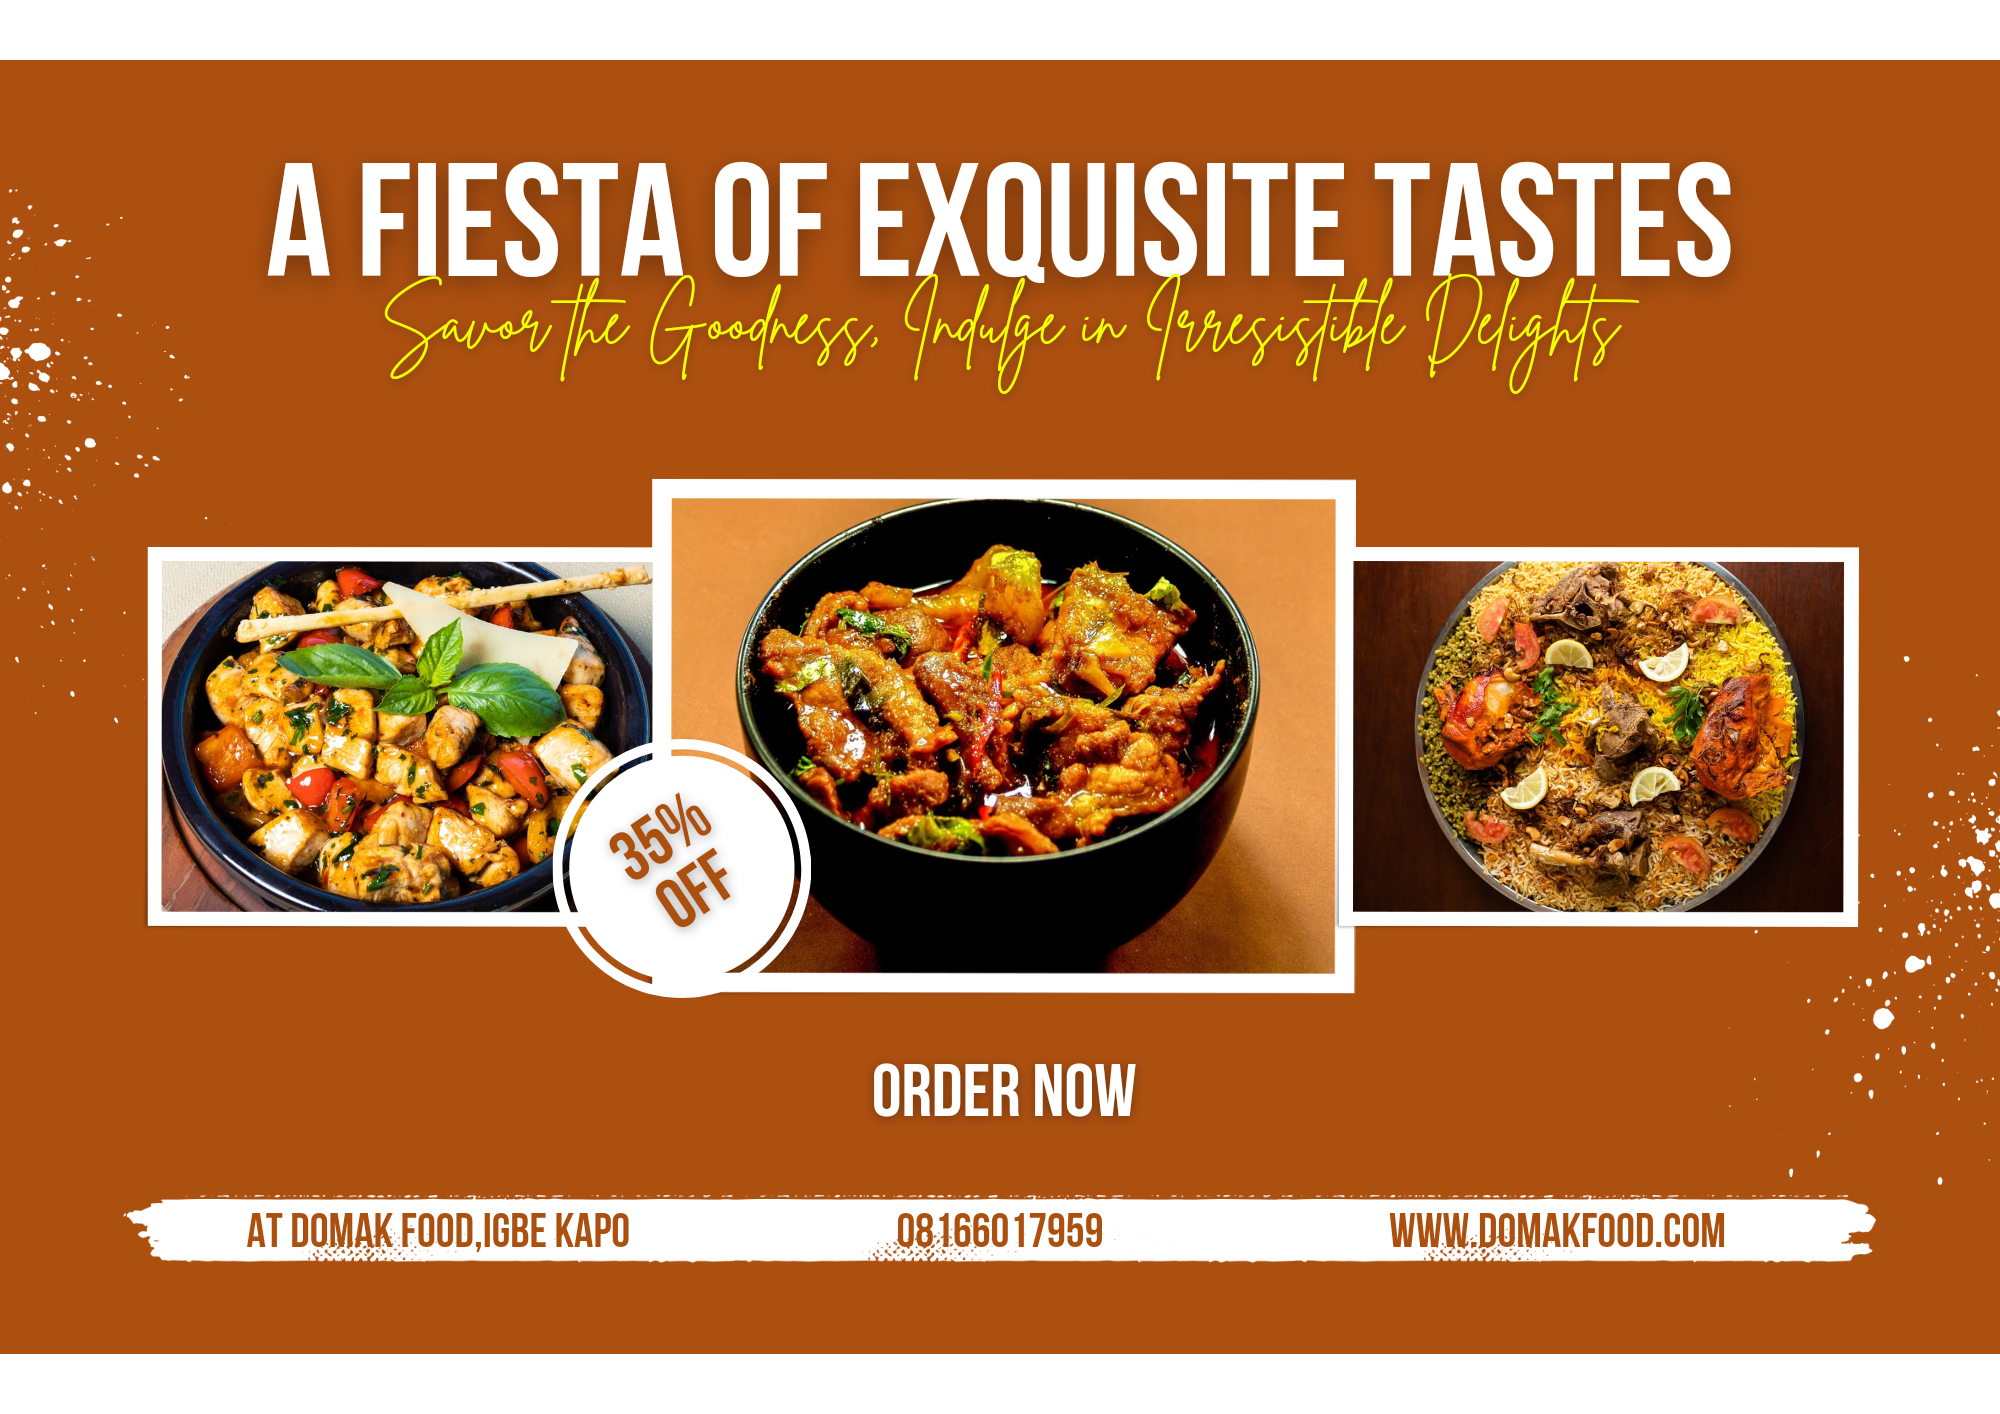 A FIESTA OF EXQUISITE TASTES
Savor the Goodness, Indulge in Irresistible Delights
35%
OFF
ORDER NOW
AT DOMAK FOOD,IGBE KAPO
08166017959
WWW.DOMAKFOOD.COM